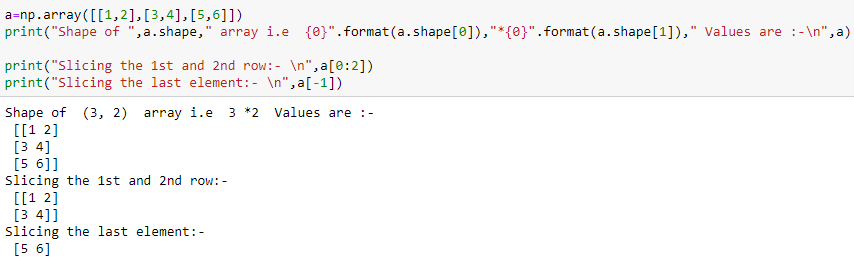 a=np.array([[1,2],[3,4],[5,6]])
print("Shape of ",a.shape," array i.e  {0}".format(a.shape[0]),"*{0}".format(a.shape[1])," Values are :-\n",a)
print("Slicing the 1st and 2nd row:- \n",a[0:2])
print("Slicing the last element:- \n",a[-1])
Shape of  (3, 2)  array i.e  3 *2  Values are :-
 [[1 2]
 [3 4]
 [5 6]]
Slicing the 1st and 2nd row:-
 [[1 2]
 [3 4]]
Slicing the last element:-
 [5 6]